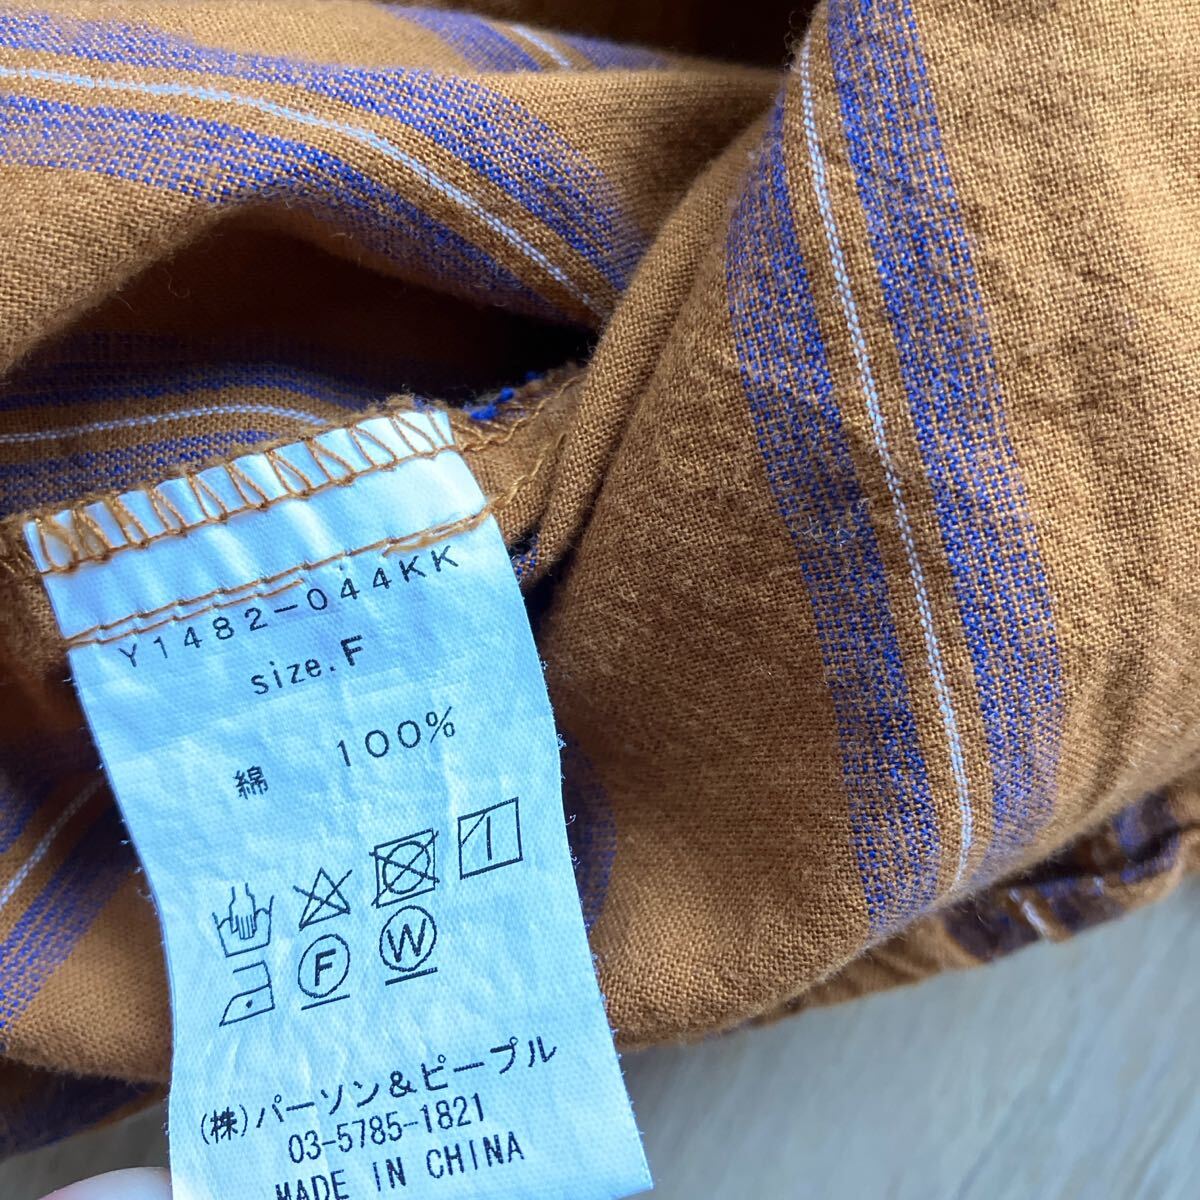 Y1482-044KK
size.F
綿 100%
F W
(株)パーソン&ピープル
03-5785-1821
MADE IN CHINA